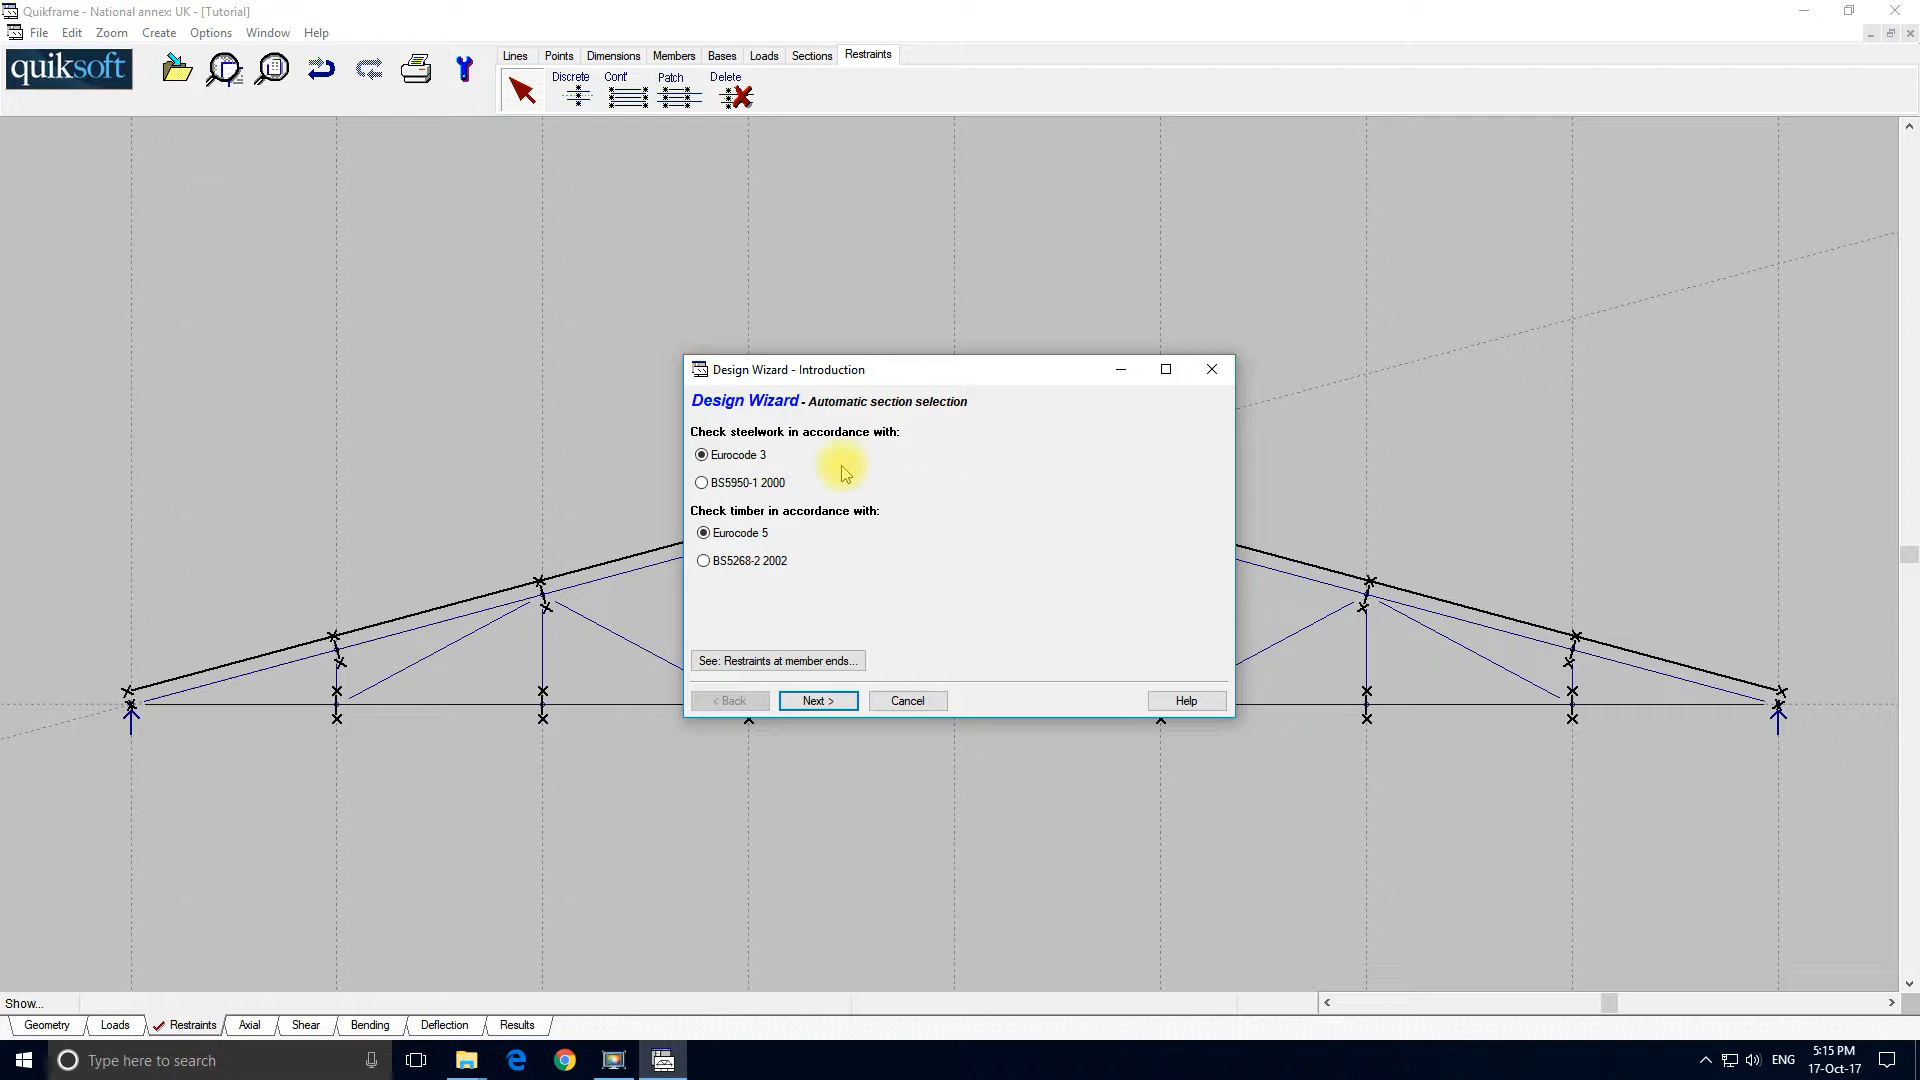 Quikframe - National annex: UK - [Tutorial]
File Edit Zoom Create Options Window Help
quiksoft
Lines Points Dimensions Members Bases Loads Sections Restraints
Discrete Cont' Patch Delete
Design Wizard - Introduction
Design Wizard - Automatic section selection
Check steelwork in accordance with:
Eurocode 3
BS5950-1 2000
Check timber in accordance with:
Eurocode 5
BS5268-2 2002
See: Restraints at member ends...
< Back Next > Cancel Help
Show...
Geometry Loads Restraints Axial Shear Bending Deflection Results
Type here to search
ENG
5:15 PM
17-Oct-17